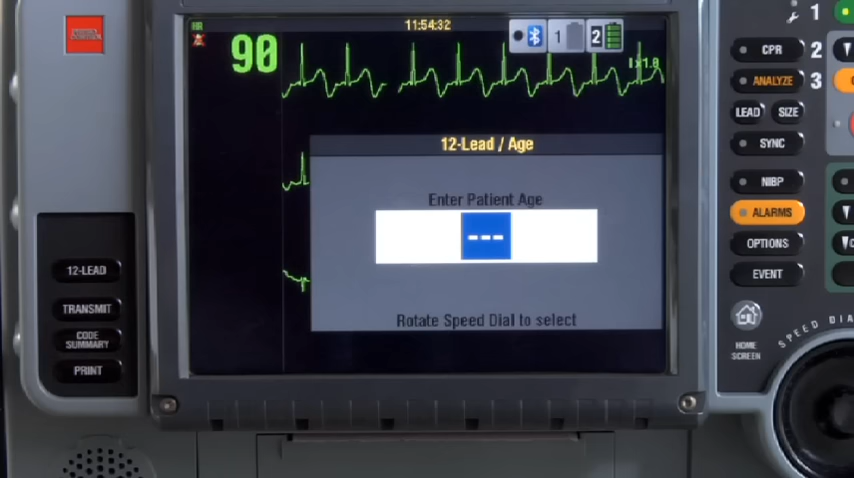 HR
11:54:32
90
1
2
I x1.0
12-Lead / Age
Enter Patient Age
---
Rotate Speed Dial to select
12-LEAD
TRANSMIT
CODE
SUMMARY
PRINT
1
CPR
2
ANALYZE
3
LEAD
SIZE
SYNC
NIBP
ALARMS
OPTIONS
EVENT
HOME
SCREEN
SPEED DIA